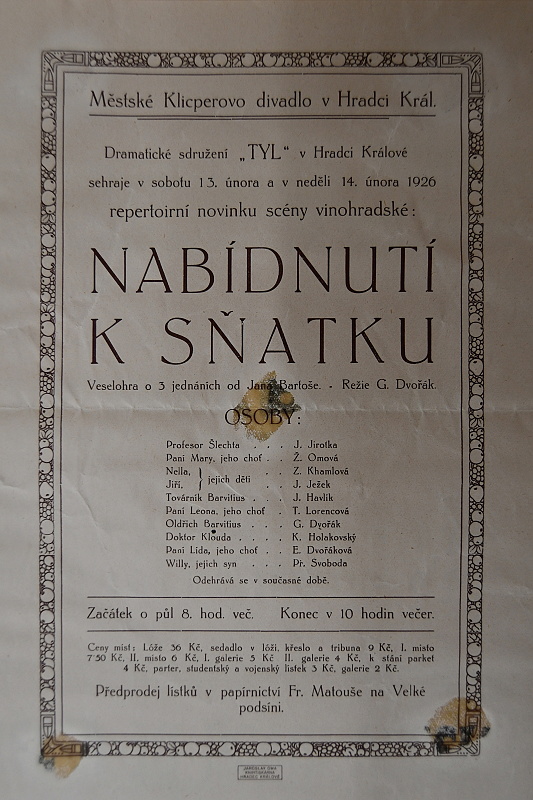 Městské Klicperovo divadlo v Hradci Král.
Dramatické sdružení „TYL“ v Hradci Králové
sehraje v sobotu 13. února a v neděli 14. února 1926
repertoirní novinku scény vinohradské:
NABÍDNUTÍ
K SŇATKU
Veselohra o 3 jednáních od Jana Bartoše. - Režie G. Dvořák.
OSOBY:
Profesor Šlechta . . . J. Jirotka
Paní Mary, jeho choť . . Ž. Omová
Nella, } jejich děti . . Z. Khamlová
Jiří, } . . J. Ježek
Továrník Barvitius . . . J. Havlík
Paní Leona, jeho choť . T. Lorencová
Oldřich Barvitius . . . G. Dvořák
Doktor Klouda . . . . K. Holakovský
Paní Lída, jeho choť . . E. Dvořáková
Willy, jejich syn . . . Př. Svoboda
Odehrává se v současné době.
Začátek o půl 8. hod. več. Konec v 10 hodin večer.
Ceny míst: Lóže 36 Kč, sedadlo v lóži, křeslo a tribuna 9 Kč, I. místo
7·50 Kč, II. místo 6 Kč, I. galerie 5 Kč II. galerie 4 Kč, k stání parket
4 Kč, parter, studentský a vojenský lístek 3 Kč, galerie 2 Kč.
Předprodej lístků v papírnictví Fr. Matouše na Velké
podsíni.
HRADEC KRÁLOVÉ